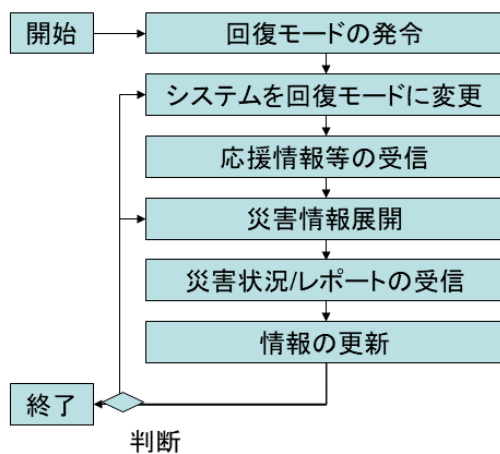 開始
回復モードの発令
システムを回復モードに変更
応援情報等の受信
災害情報展開
災害状況/レポートの受信
情報の更新
終了
判断